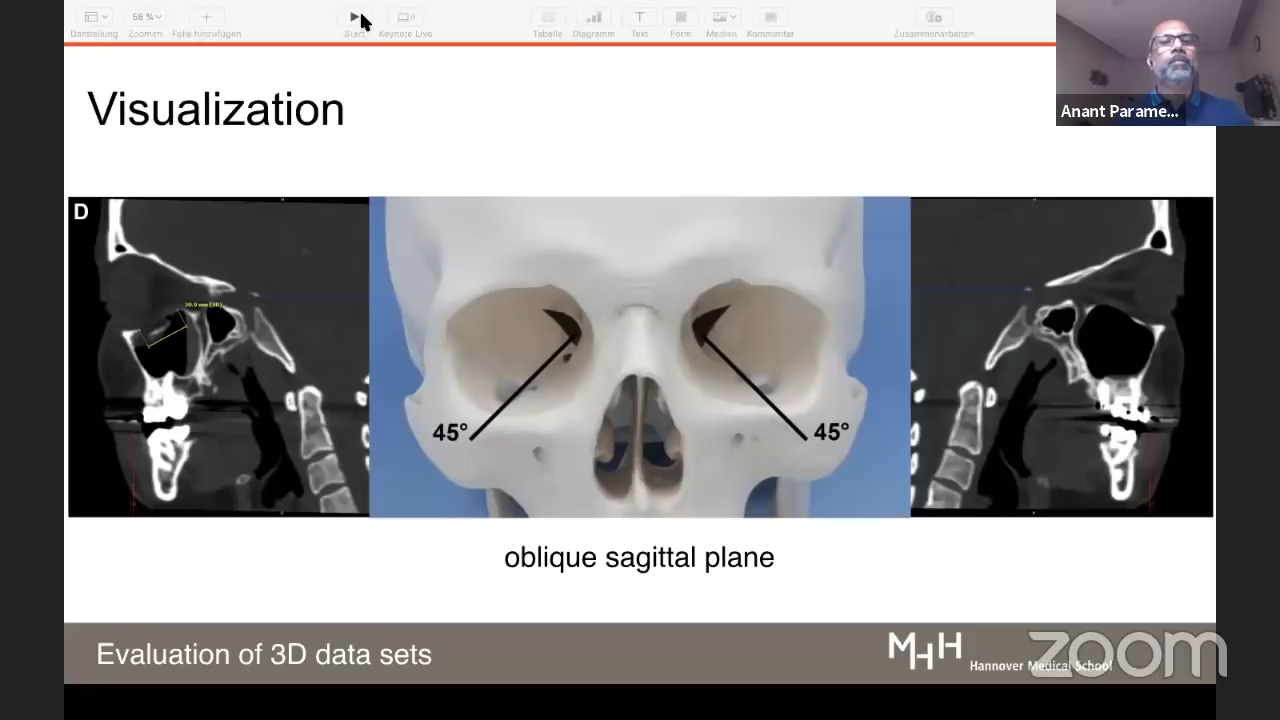 58 %
Darstellung
Zoomen
Folie hinzufügen
Start
Keynote Live
Tabelle
Diagramm
Text
Form
Medien
Kommentar
Zusammenarbeiten
Anant Parame...
Visualization
D
45°
45°
oblique sagittal plane
Evaluation of 3D data sets
MHH
Hannover Medical School
zoom